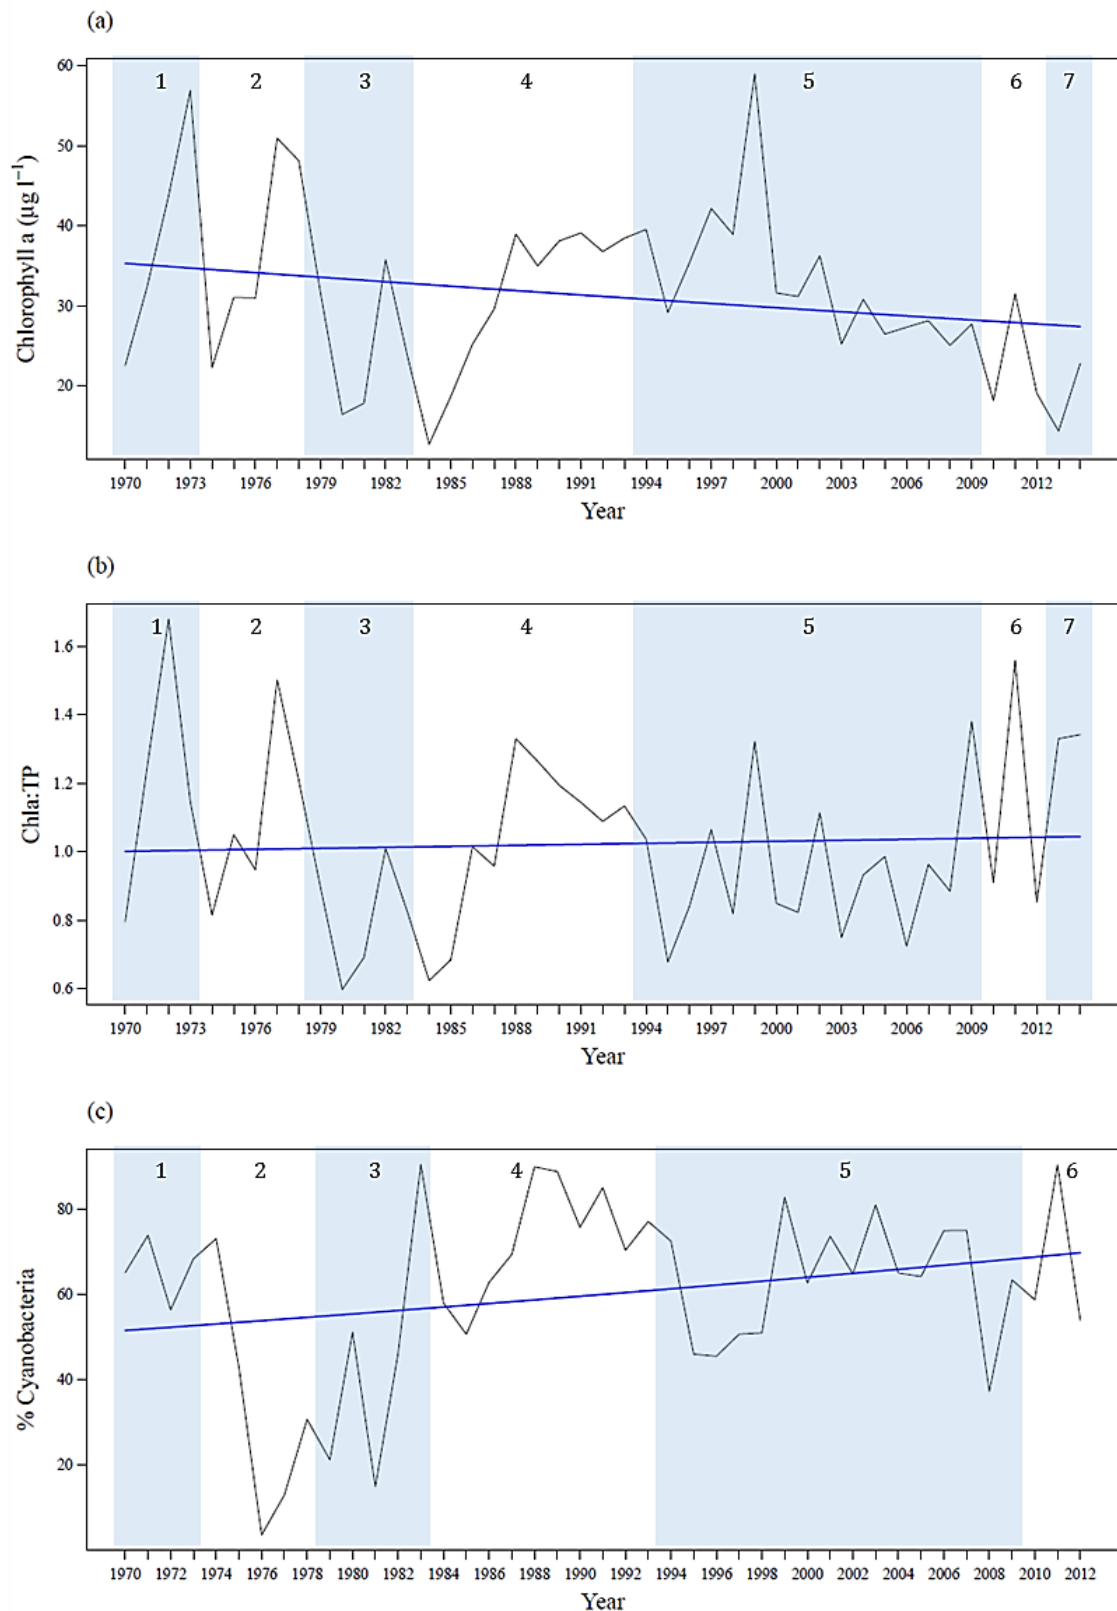 (a)
1 2 3 4 5 6 7
Chlorophyll a (µg l⁻¹)
60
50
40
30
20
1970 1973 1976 1979 1982 1985 1988 1991 1994 1997 2000 2003 2006 2009 2012
Year
(b)
1 2 3 4 5 6 7
Chla:TP
1.6
1.4
1.2
1.0
0.8
0.6
1970 1973 1976 1979 1982 1985 1988 1991 1994 1997 2000 2003 2006 2009 2012
Year
(c)
1 2 3 4 5 6
% Cyanobacteria
80
60
40
20
1970 1972 1974 1976 1978 1980 1982 1984 1986 1988 1990 1992 1994 1996 1998 2000 2002 2004 2006 2008 2012
Year